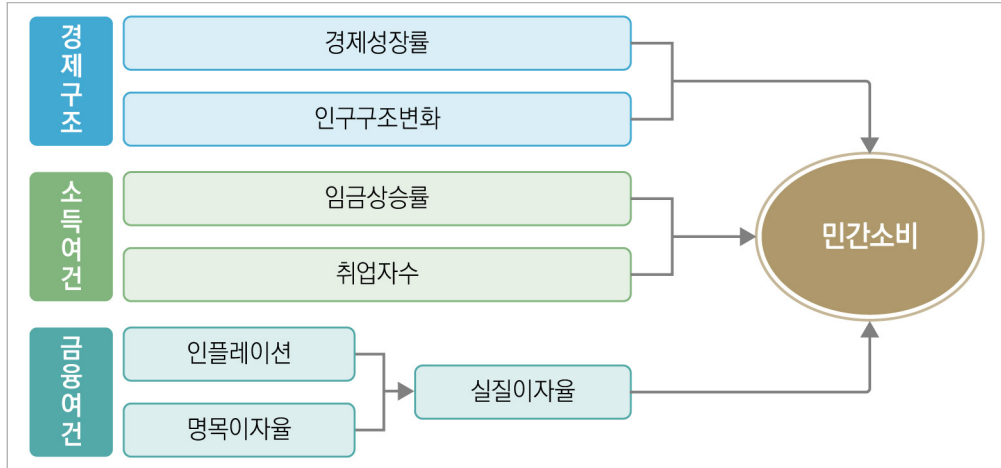 경제구조
경제성장률
인구구조변화
소득여건
임금상승률
취업자수
민간소비
금융여건
인플레이션
명목이자율
실질이자율